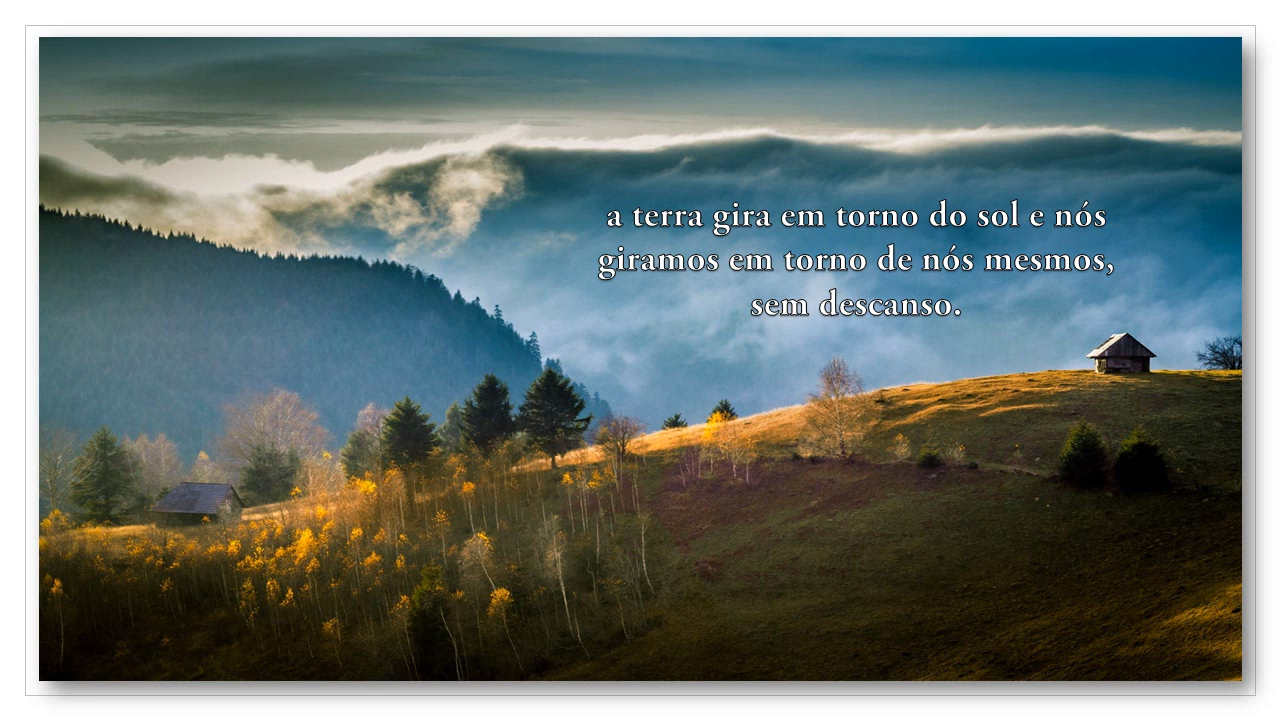 a terra gira em torno do sol e nós
giramos em torno de nós mesmos,
sem descanso.